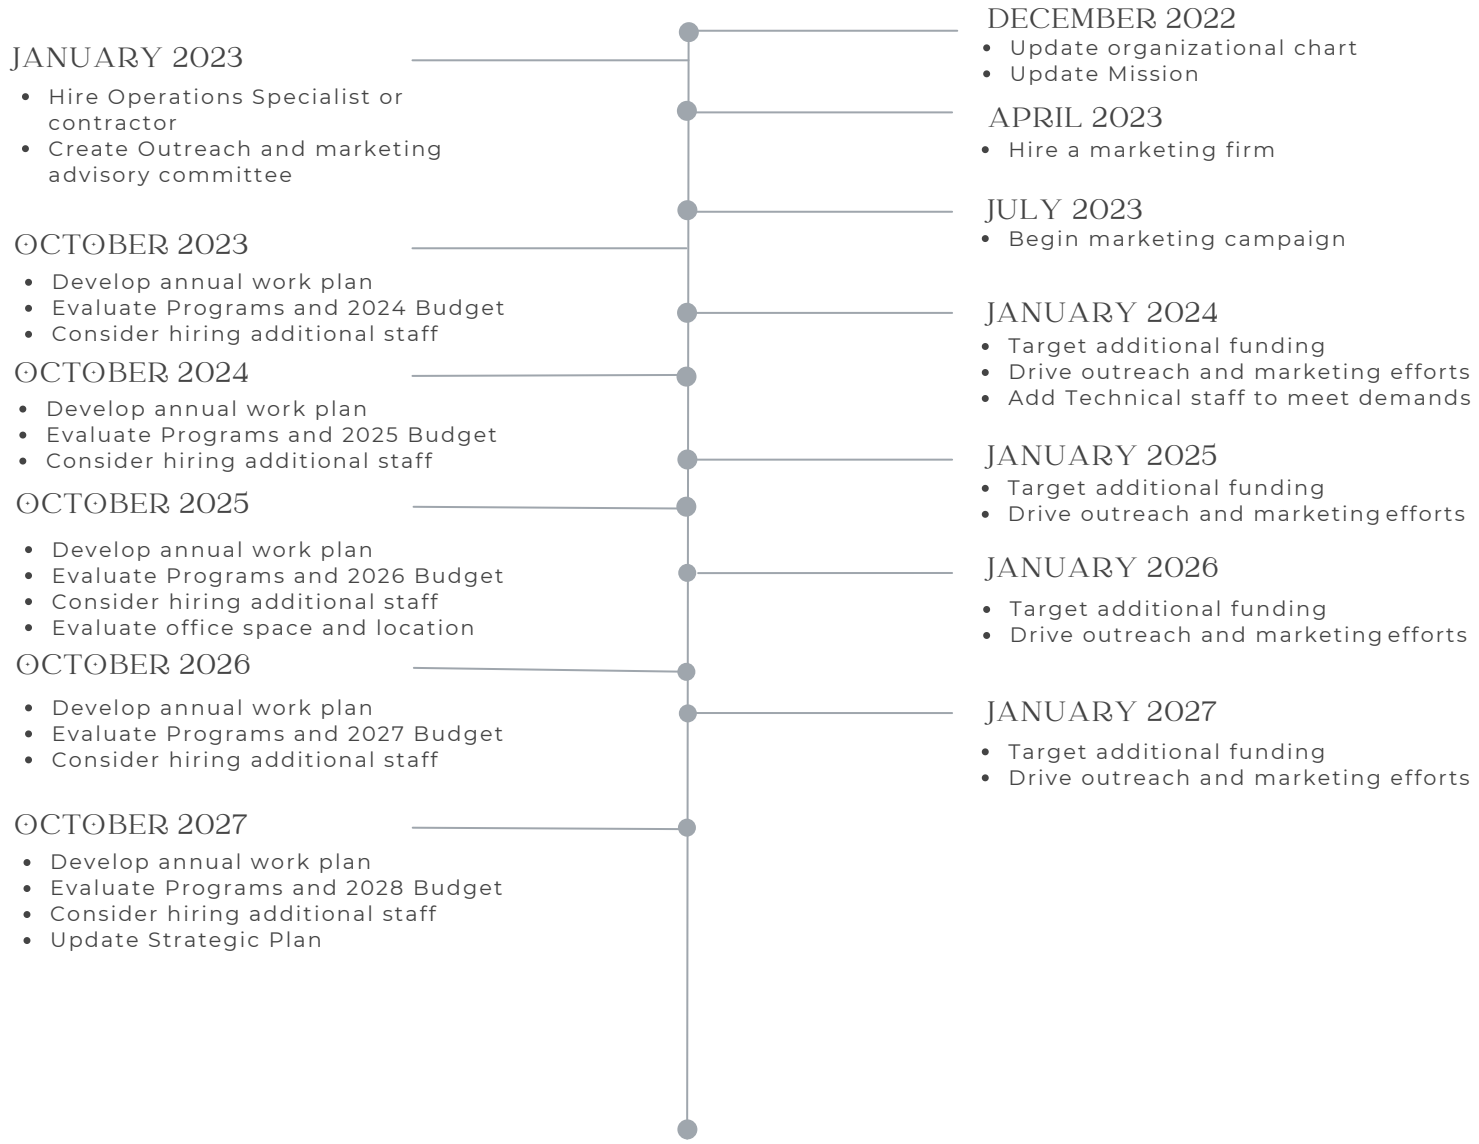 DECEMBER 2022
• Update organizational chart
• Update Mission
JANUARY 2023
• Hire Operations Specialist or
contractor
• Create Outreach and marketing
advisory committee
APRIL 2023
• Hire a marketing firm
JULY 2023
• Begin marketing campaign
OCTOBER 2023
• Develop annual work plan
• Evaluate Programs and 2024 Budget
• Consider hiring additional staff
JANUARY 2024
• Target additional funding
• Drive outreach and marketing efforts
• Add Technical staff to meet demands
OCTOBER 2024
• Develop annual work plan
• Evaluate Programs and 2025 Budget
• Consider hiring additional staff
JANUARY 2025
• Target additional funding
• Drive outreach and marketing efforts
OCTOBER 2025
• Develop annual work plan
• Evaluate Programs and 2026 Budget
• Consider hiring additional staff
• Evaluate office space and location
JANUARY 2026
• Target additional funding
• Drive outreach and marketing efforts
OCTOBER 2026
• Develop annual work plan
• Evaluate Programs and 2027 Budget
• Consider hiring additional staff
JANUARY 2027
• Target additional funding
• Drive outreach and marketing efforts
OCTOBER 2027
• Develop annual work plan
• Evaluate Programs and 2028 Budget
• Consider hiring additional staff
• Update Strategic Plan